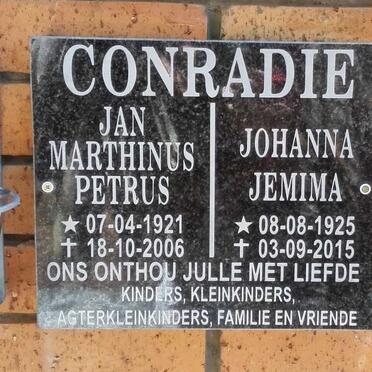 CONRADIE
JAN
MARTHINUS
PETRUS
★ 07-04-1921
✝ 18-10-2006
JOHANNA
JEMIMA
★ 08-08-1925
✝ 03-09-2015
ONS ONTHOU JULLE MET LIEFDE
KINDERS, KLEINKINDERS,
AGTERKLEINKINDERS, FAMILIE EN VRIENDE